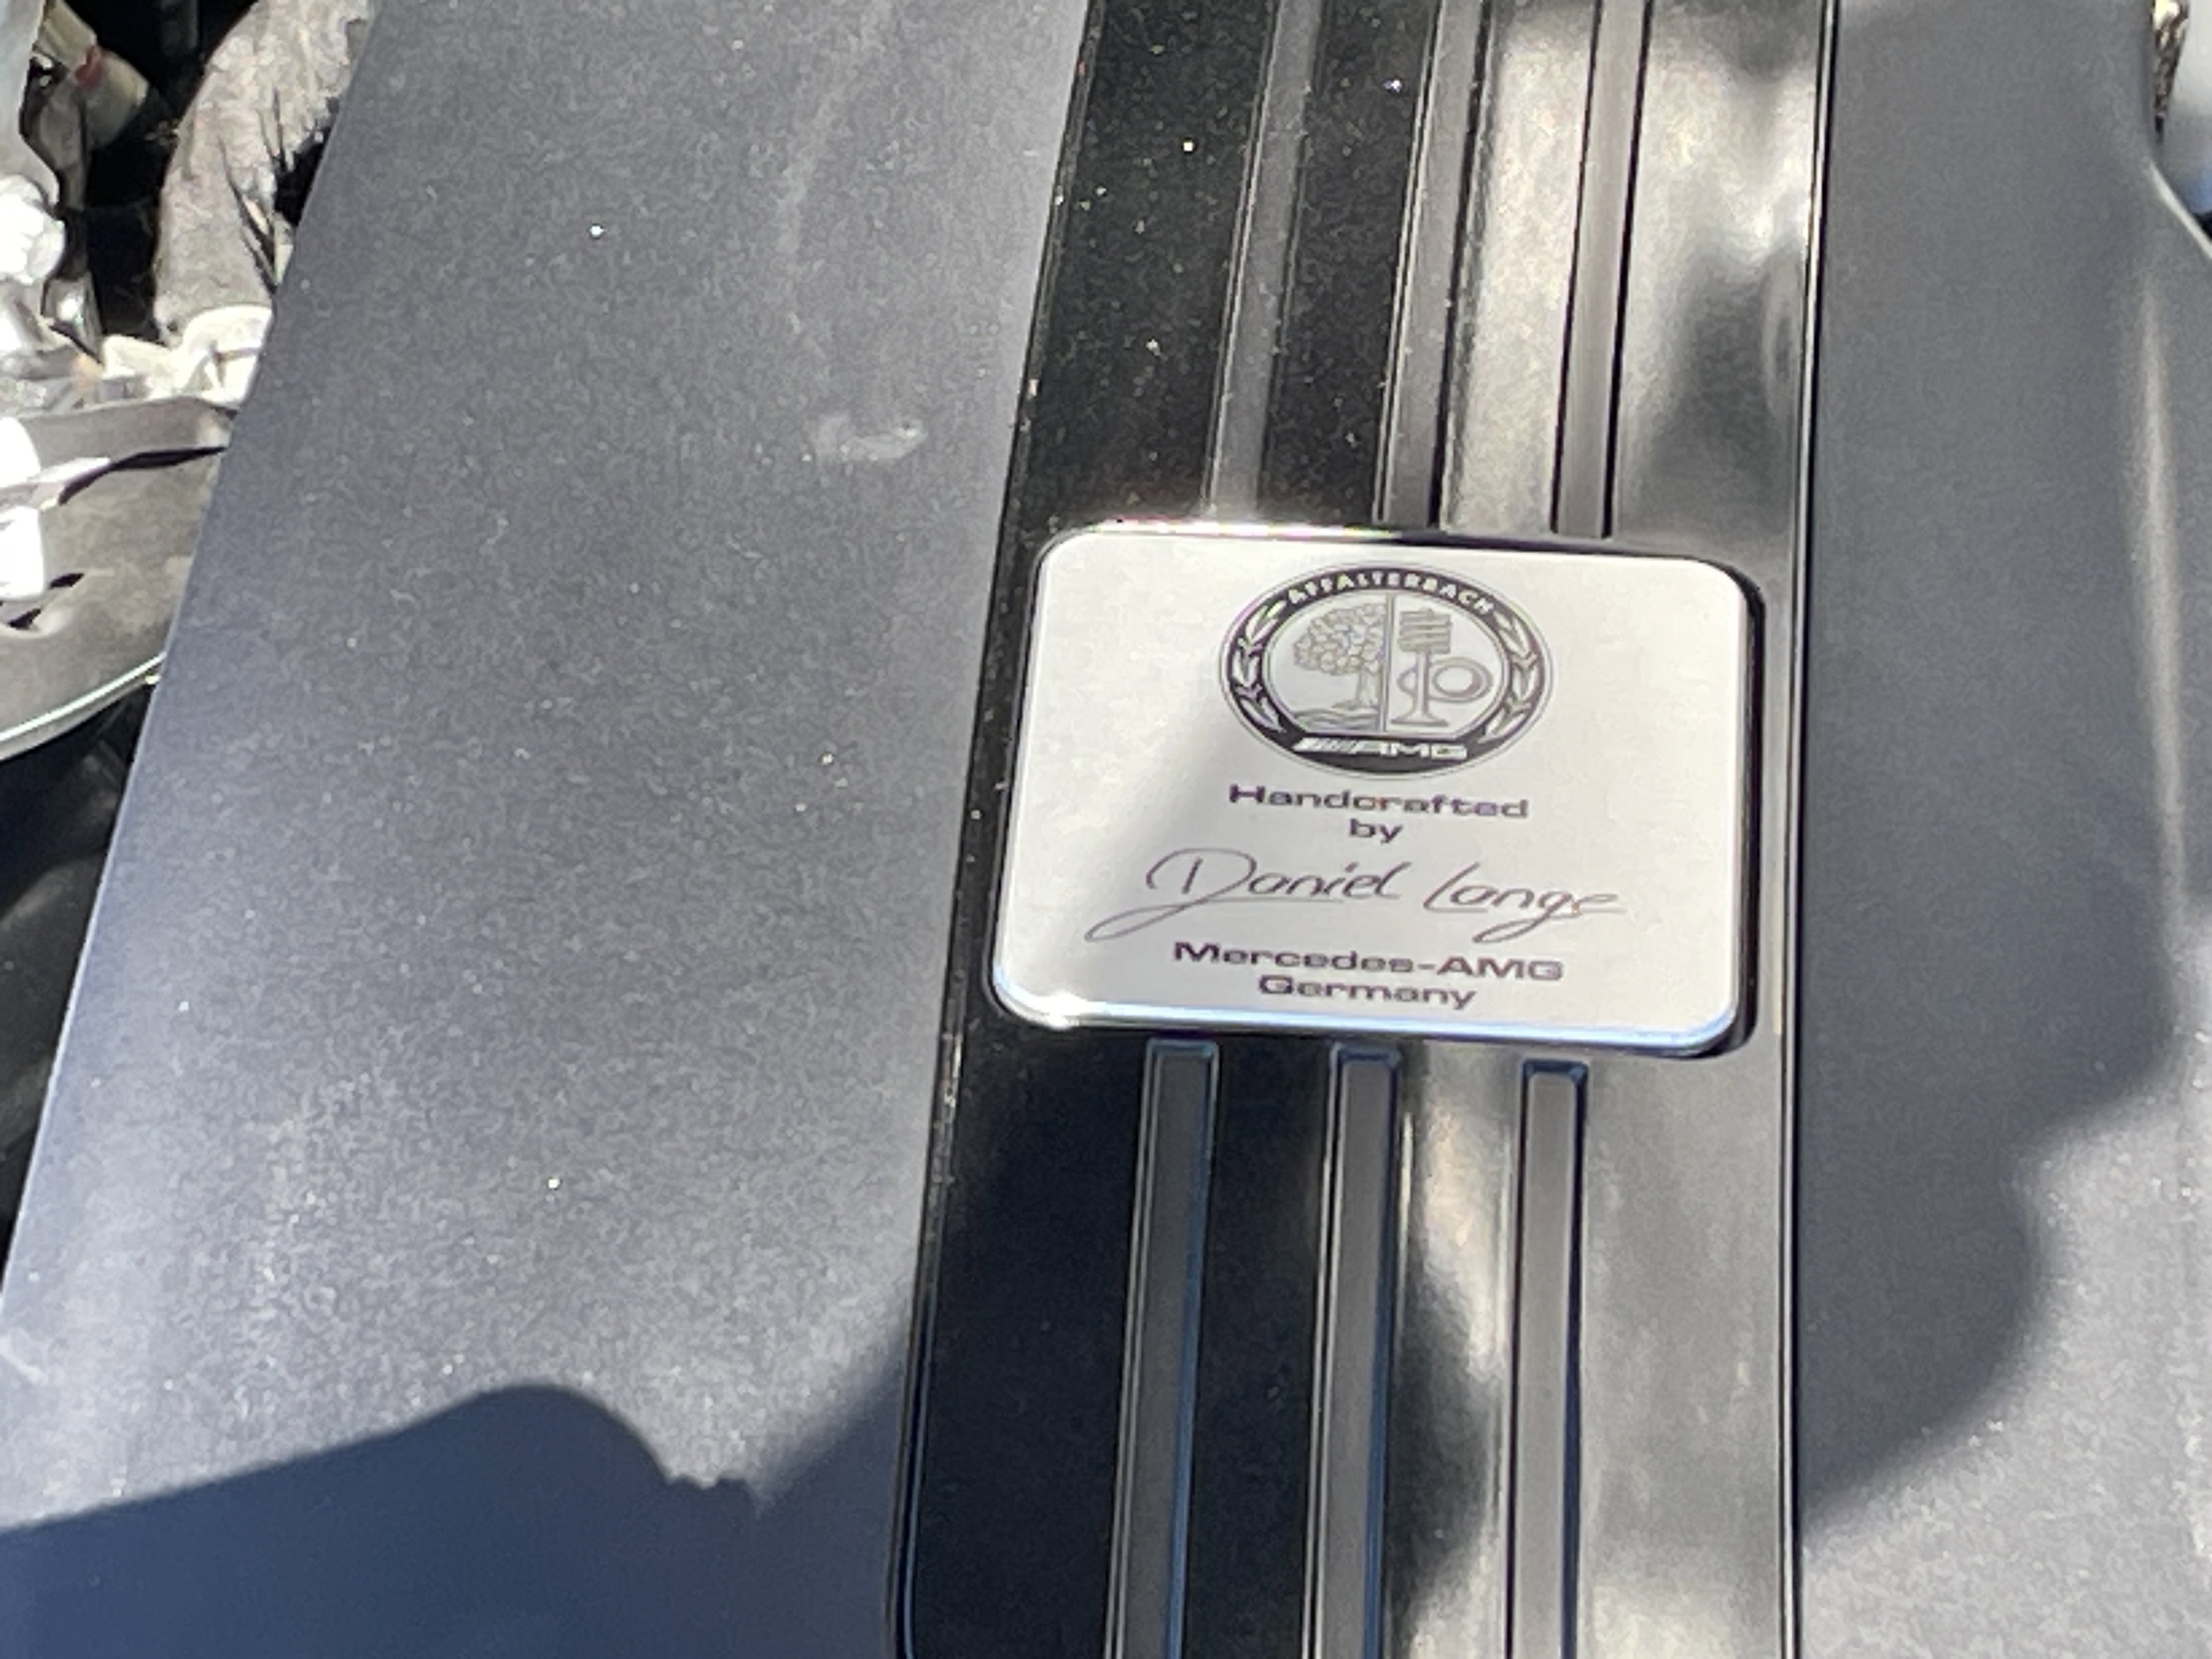 AFFALTERBACH
AMG
Handcrafted
by
Daniel Lange
Mercedes-AMG
Germany